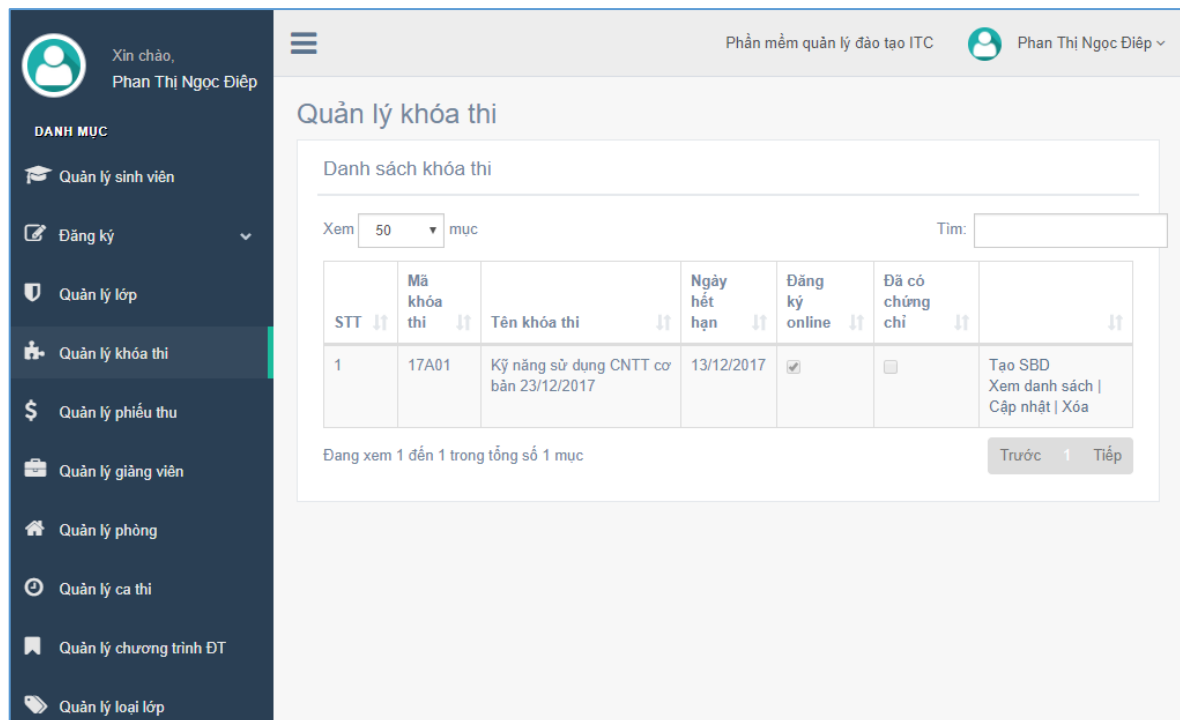 Xin chào,
Phan Thị Ngọc Điêp
DANH MỤC
Quản lý sinh viên
Đăng ký
Quản lý lớp
Quản lý khóa thi
Quản lý phiếu thu
Quản lý giảng viên
Quản lý phòng
Quản lý ca thi
Quản lý chương trình ĐT
Quản lý loại lớp
Phần mềm quản lý đào tạo ITC
Phan Thị Ngọc Điêp
Quản lý khóa thi
Danh sách khóa thi
Xem 50 mục
Tìm:
STT
Mã
khóa
thi
Tên khóa thi
Ngày
hết
hạn
Đăng
ký
online
Đã có
chứng
chỉ
1
17A01
Kỹ năng sử dụng CNTT cơ
bản 23/12/2017
13/12/2017
Tạo SBD
Xem danh sách |
Cập nhật | Xóa
Đang xem 1 đến 1 trong tổng số 1 mục
Trước 1 Tiếp